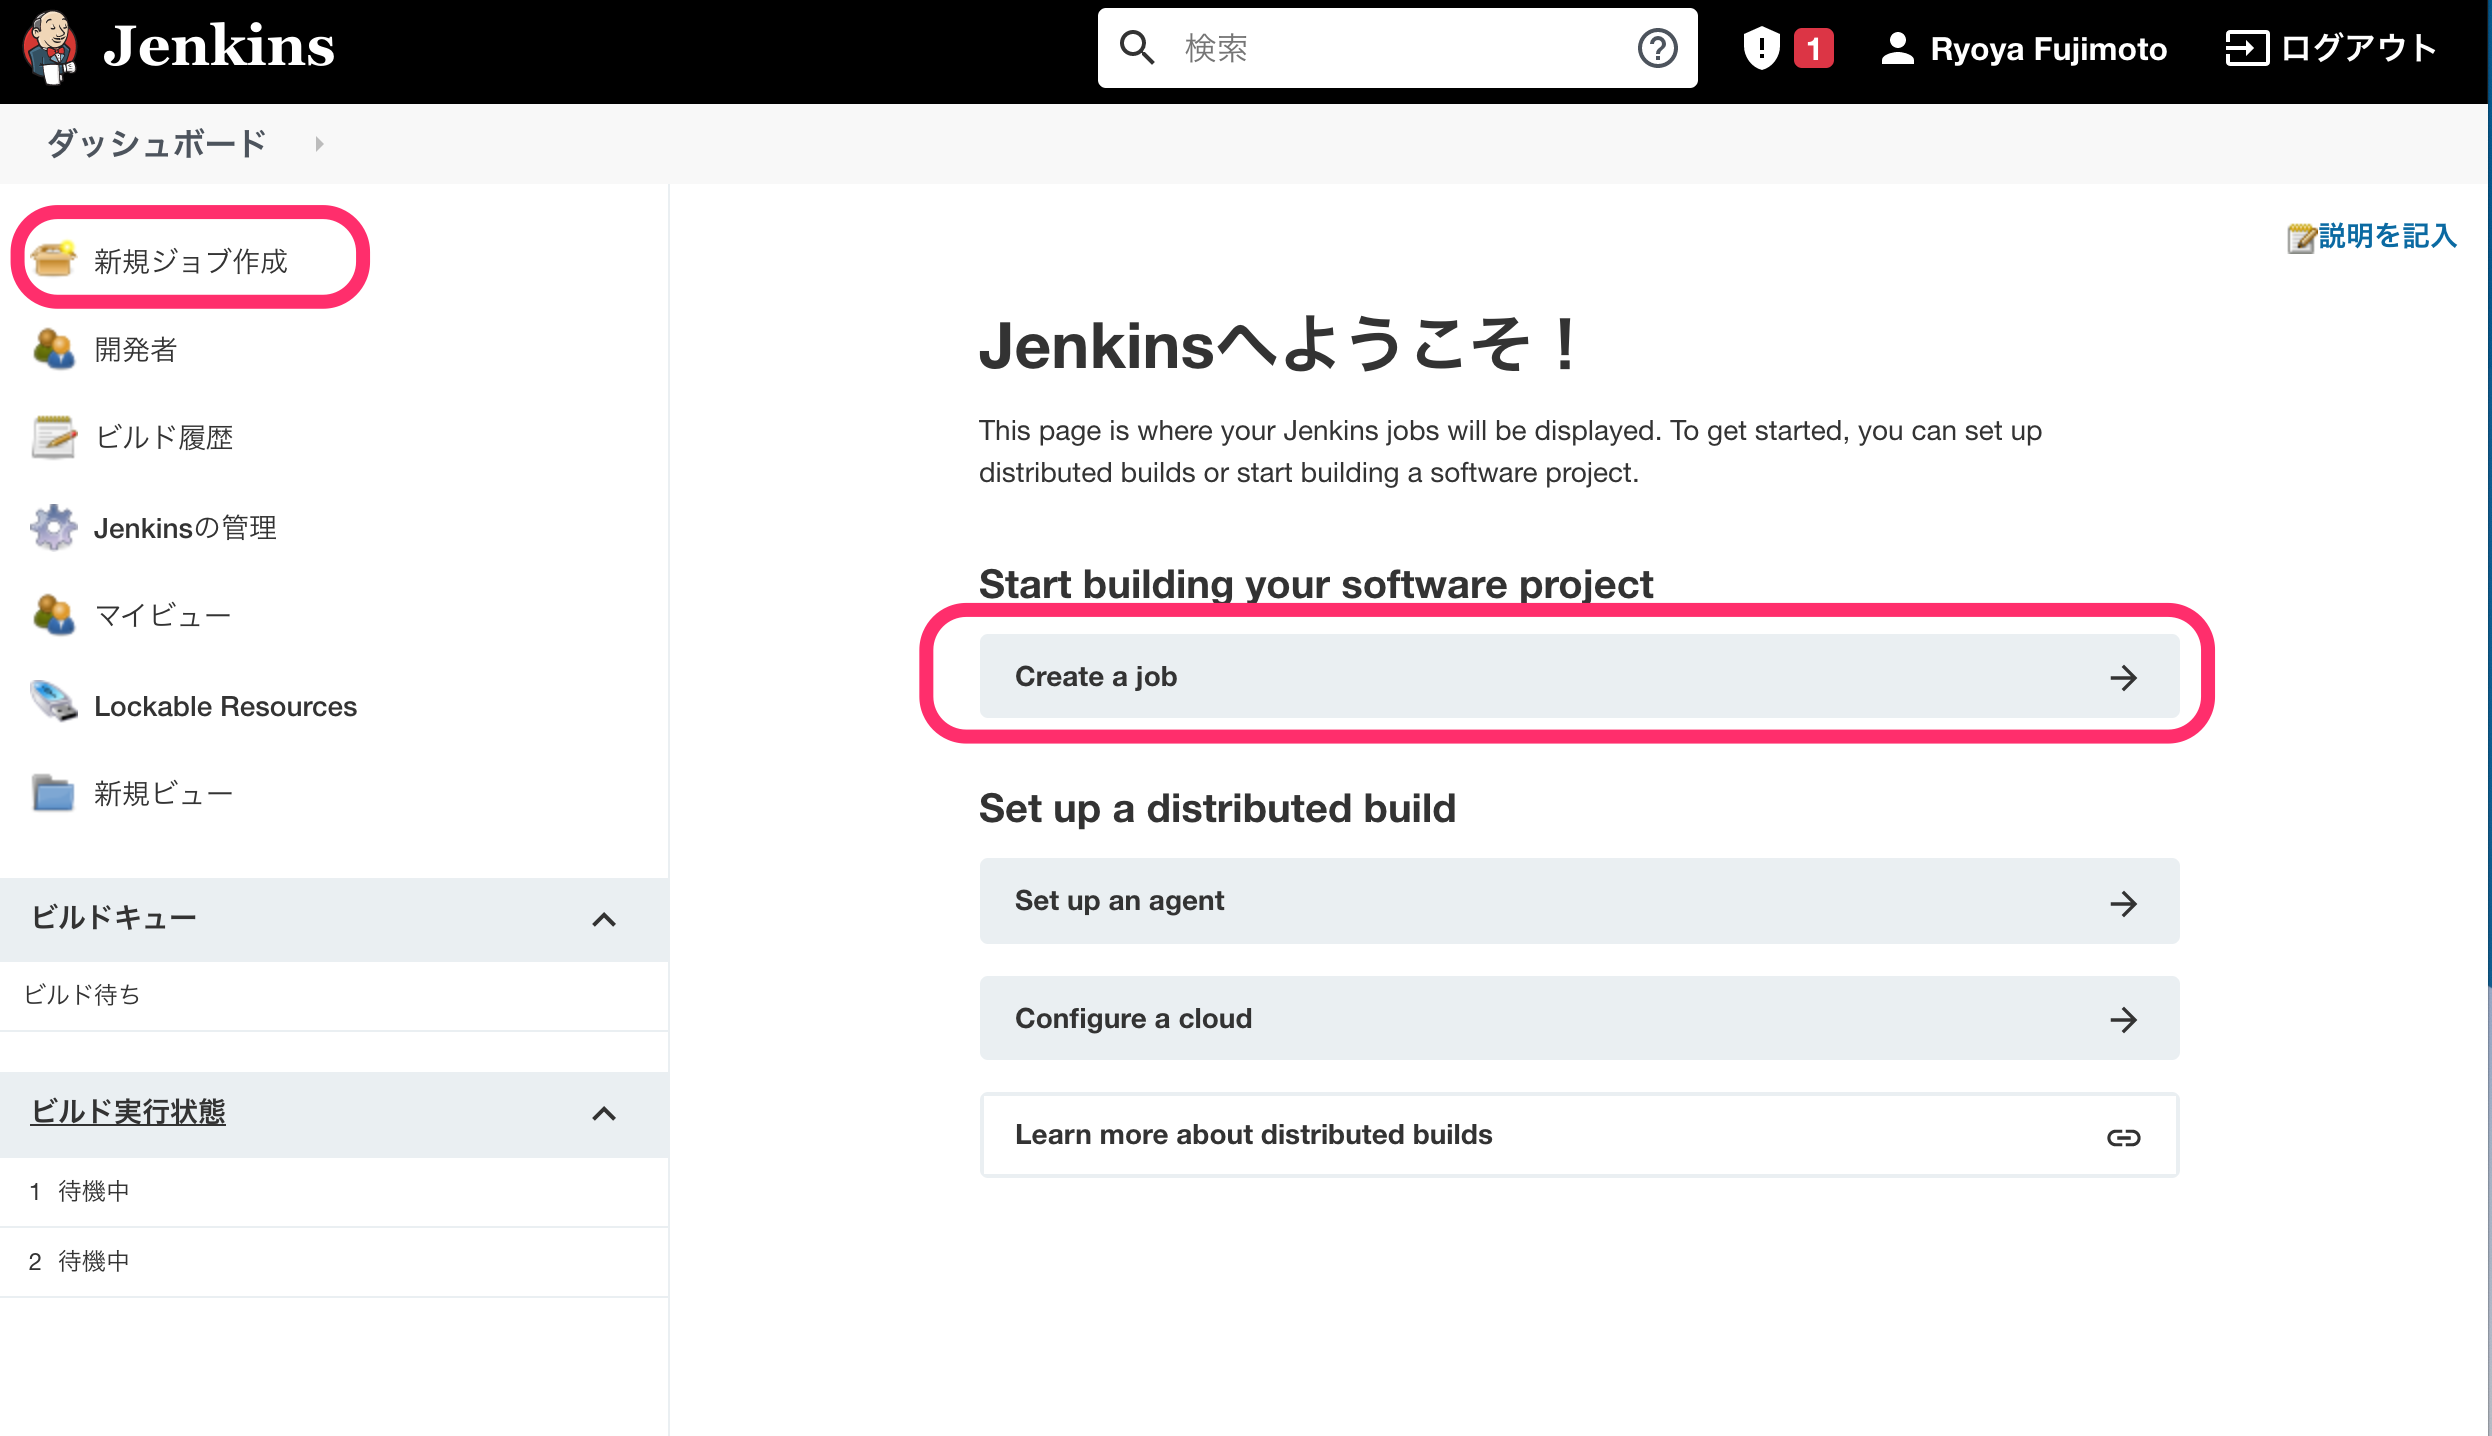 Jenkins
検索
1
Ryoya Fujimoto
ログアウト
ダッシュボード
新規ジョブ作成
開発者
ビルド履歴
Jenkinsの管理
マイビュー
Lockable Resources
新規ビュー
ビルドキュー
ビルド待ち
ビルド実行状態
1 待機中
2 待機中
説明を記入
Jenkinsへようこそ！
This page is where your Jenkins jobs will be displayed. To get started, you can set up
distributed builds or start building a software project.
Start building your software project
Create a job
Set up a distributed build
Set up an agent
Configure a cloud
Learn more about distributed builds